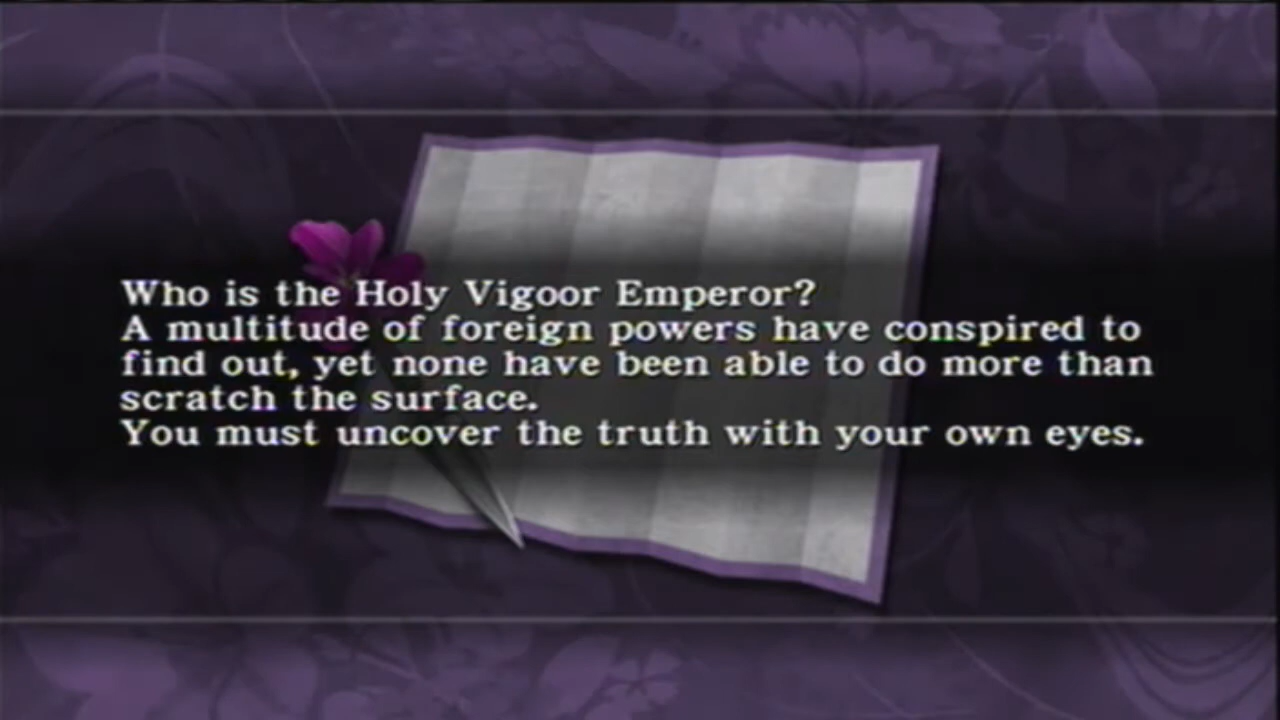 Who is the Holy Vigoor Emperor?
A multitude of foreign powers have conspired to
find out, yet none have been able to do more than
scratch the surface.
You must uncover the truth with your own eyes.